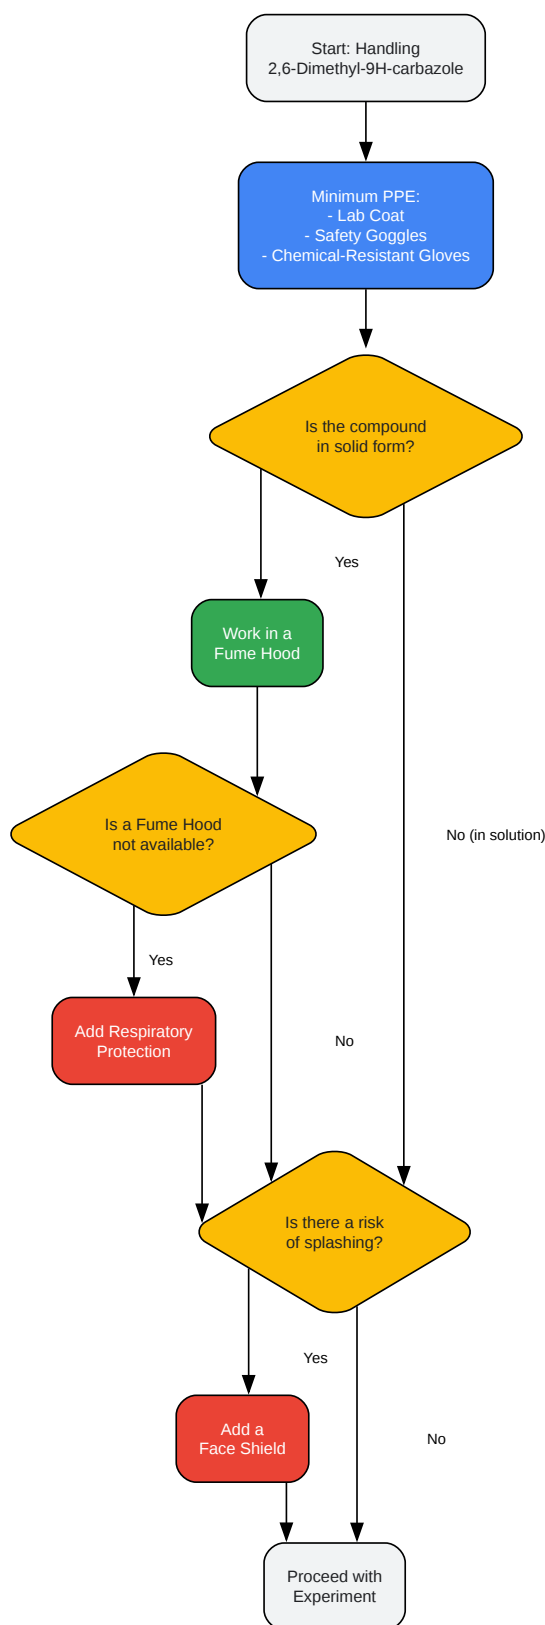 Start: Handling
2,6-Dimethyl-9H-carbazole
Minimum PPE:
- Lab Coat
- Safety Goggles
- Chemical-Resistant Gloves
Is the compound
in solid form?
Yes
Work in a
Fume Hood
Is a Fume Hood
not available?
No (in solution)
Yes
Add Respiratory
Protection
No
Is there a risk
of splashing?
Yes
Add a
Face Shield
No
Proceed with
Experiment